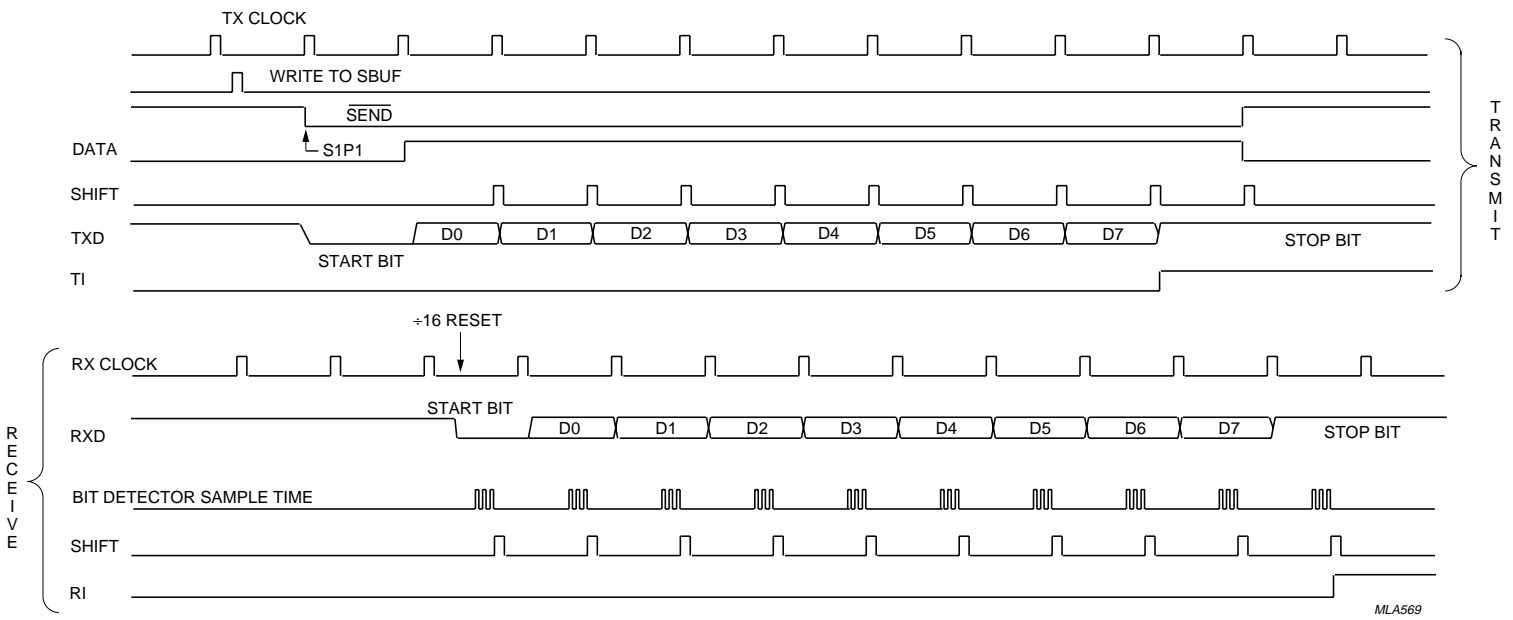 TX CLOCK
WRITE TO SBUF
SEND
S1P1
DATA
SHIFT
TXD
START BIT
D0 D1 D2 D3 D4 D5 D6 D7
STOP BIT
TI
TRANSMIT
÷16 RESET
RX CLOCK
START BIT
RXD
D0 D1 D2 D3 D4 D5 D6 D7
STOP BIT
BIT DETECTOR SAMPLE TIME
SHIFT
RI
RECEIVE
MLA569